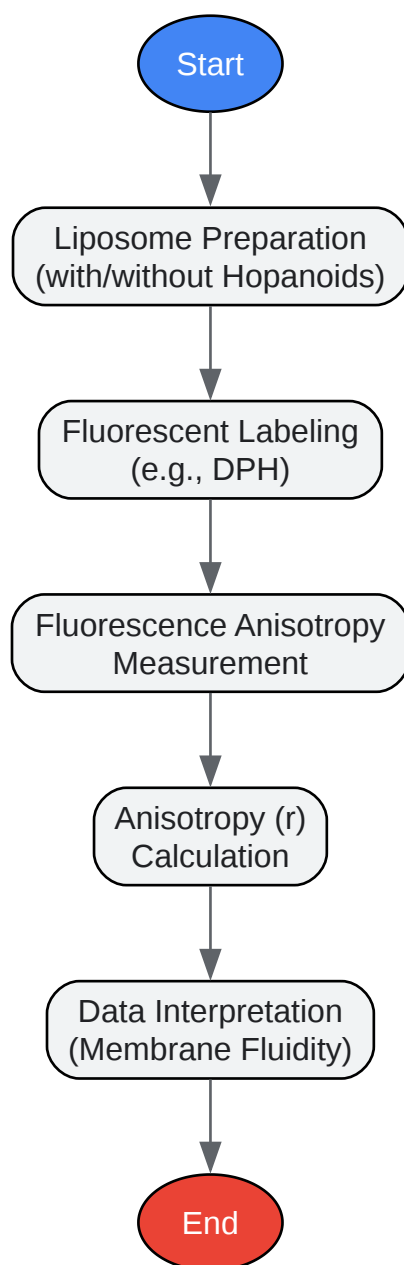 Start
Liposome Preparation
(with/without Hopanoids)
Fluorescent Labeling
(e.g., DPH)
Fluorescence Anisotropy
Measurement
Anisotropy (r)
Calculation
Data Interpretation
(Membrane Fluidity)
End